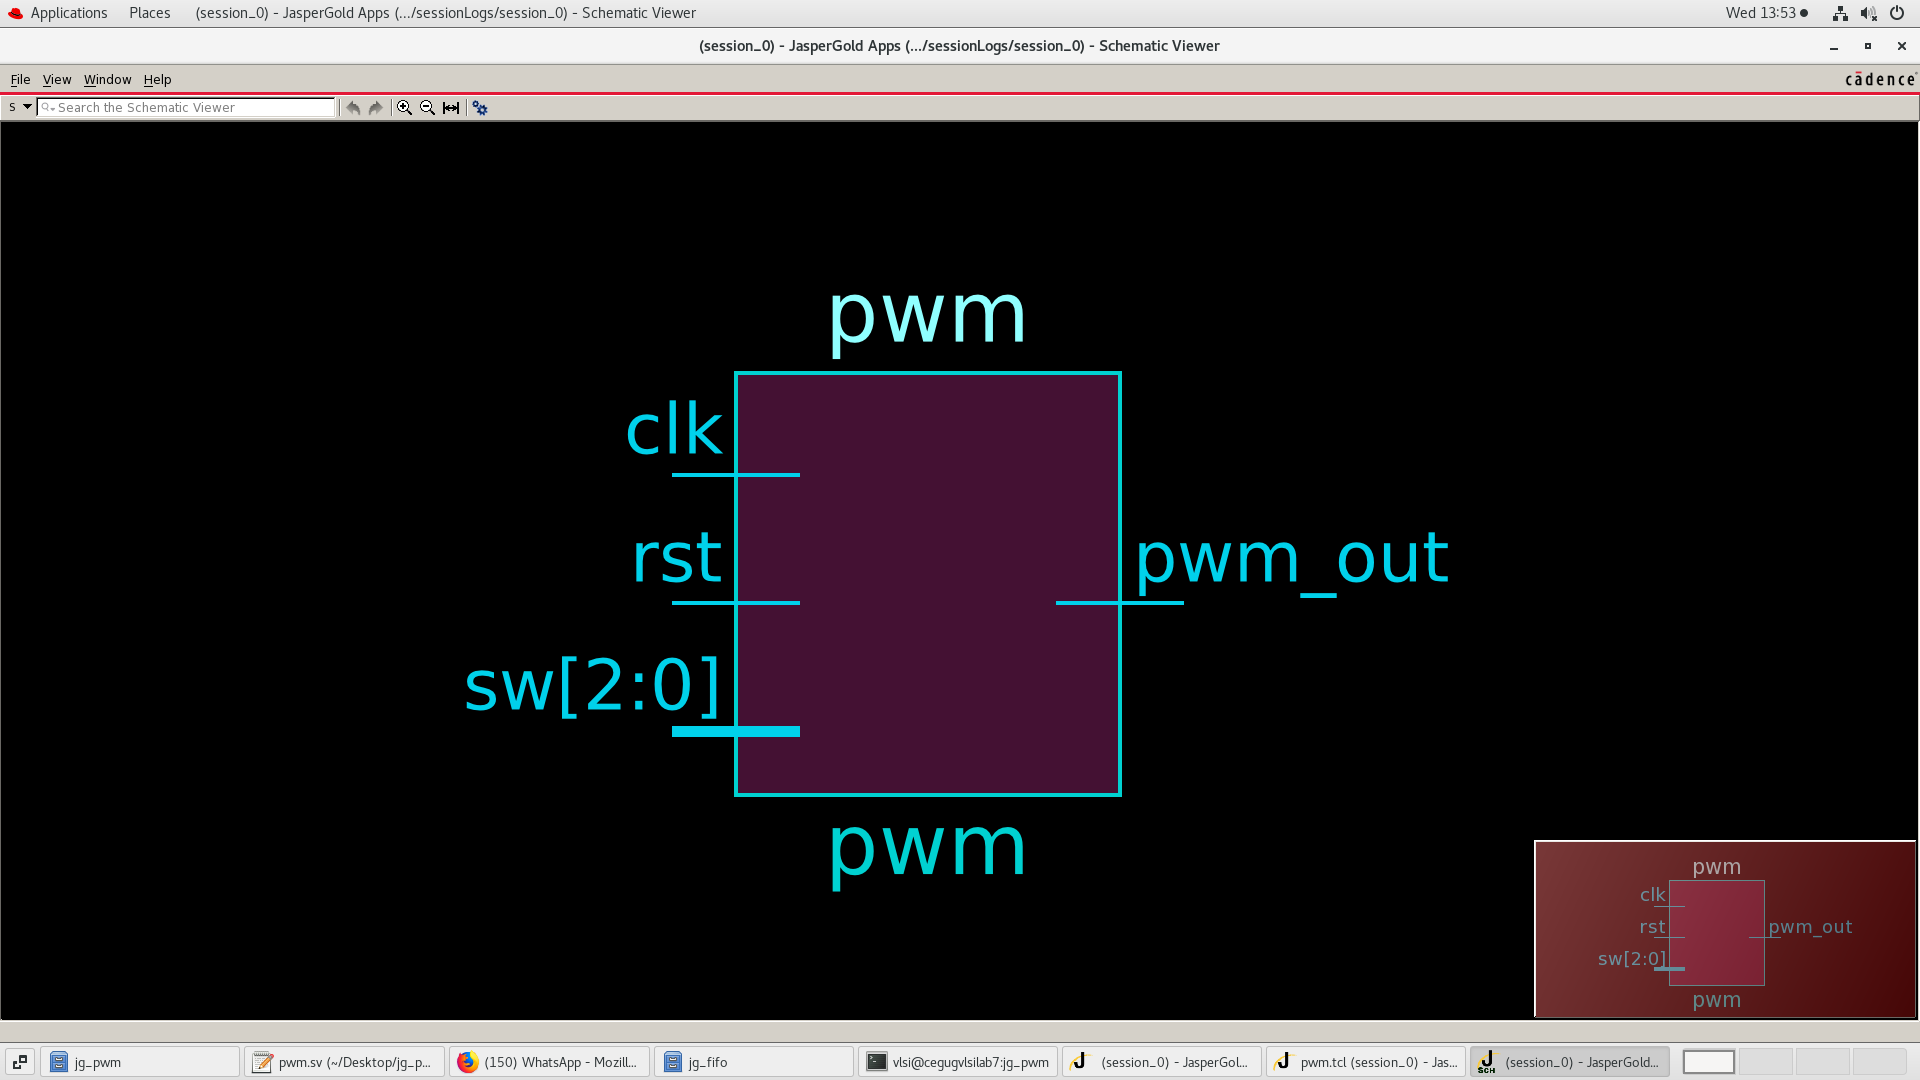 Applications Places (session_0) - JasperGold Apps (.../sessionLogs/session_0) - Schematic Viewer Wed 13:53
(session_0) - JasperGold Apps (.../sessionLogs/session_0) - Schematic Viewer
File View Window Help cādence
S Search the Schematic Viewer
pwm
clk
rst
pwm_out
sw[2:0]
pwm
pwm
clk
rst
pwm_out
sw[2:0]
pwm
jg_pwm pwm.sv (~/Desktop/jg_p... (150) WhatsApp - Mozill... jg_fifo vlsi@cegugvlsilab7:jg_pwm (session_0) - JasperGol... pwm.tcl (session_0) - Jas... SCH (session_0) - JasperGold...